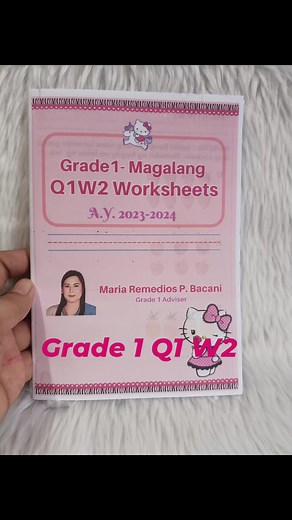 Grade1- Magalang
Q1W2 Worksheets
A.Y. 2023-2024
Maria Remedios P. Bacani
Grade 1 Adviser
Grade 1 Q1 W2